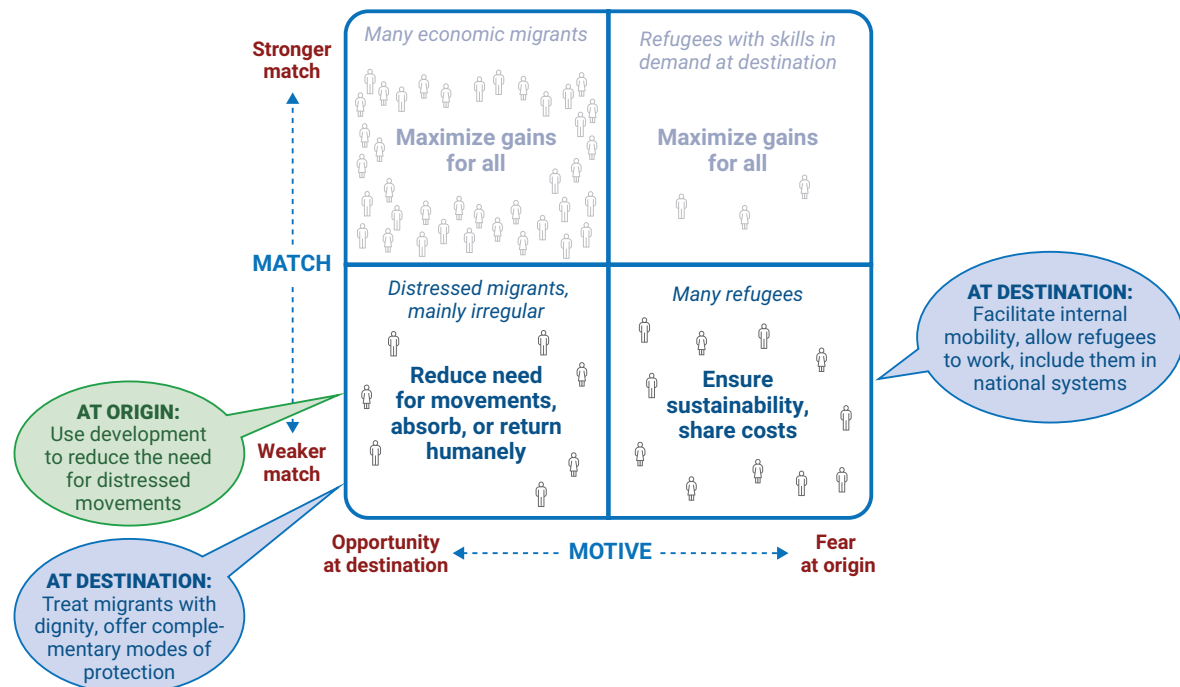 Many economic migrants
Refugees with skills in
demand at destination
Stronger
match
Maximize gains
for all
Maximize gains
for all
MATCH
Distressed migrants,
mainly irregular
Many refugees
AT DESTINATION:
Facilitate internal
mobility, allow refugees
to work, include them in
national systems
Reduce need
for movements,
absorb, or return
humanely
Ensure
sustainability,
share costs
AT ORIGIN:
Use development
to reduce the need
for distressed
movements
Weaker
match
Opportunity
at destination
MOTIVE
Fear
at origin
AT DESTINATION:
Treat migrants with
dignity, offer comple-
mentary modes of
protection